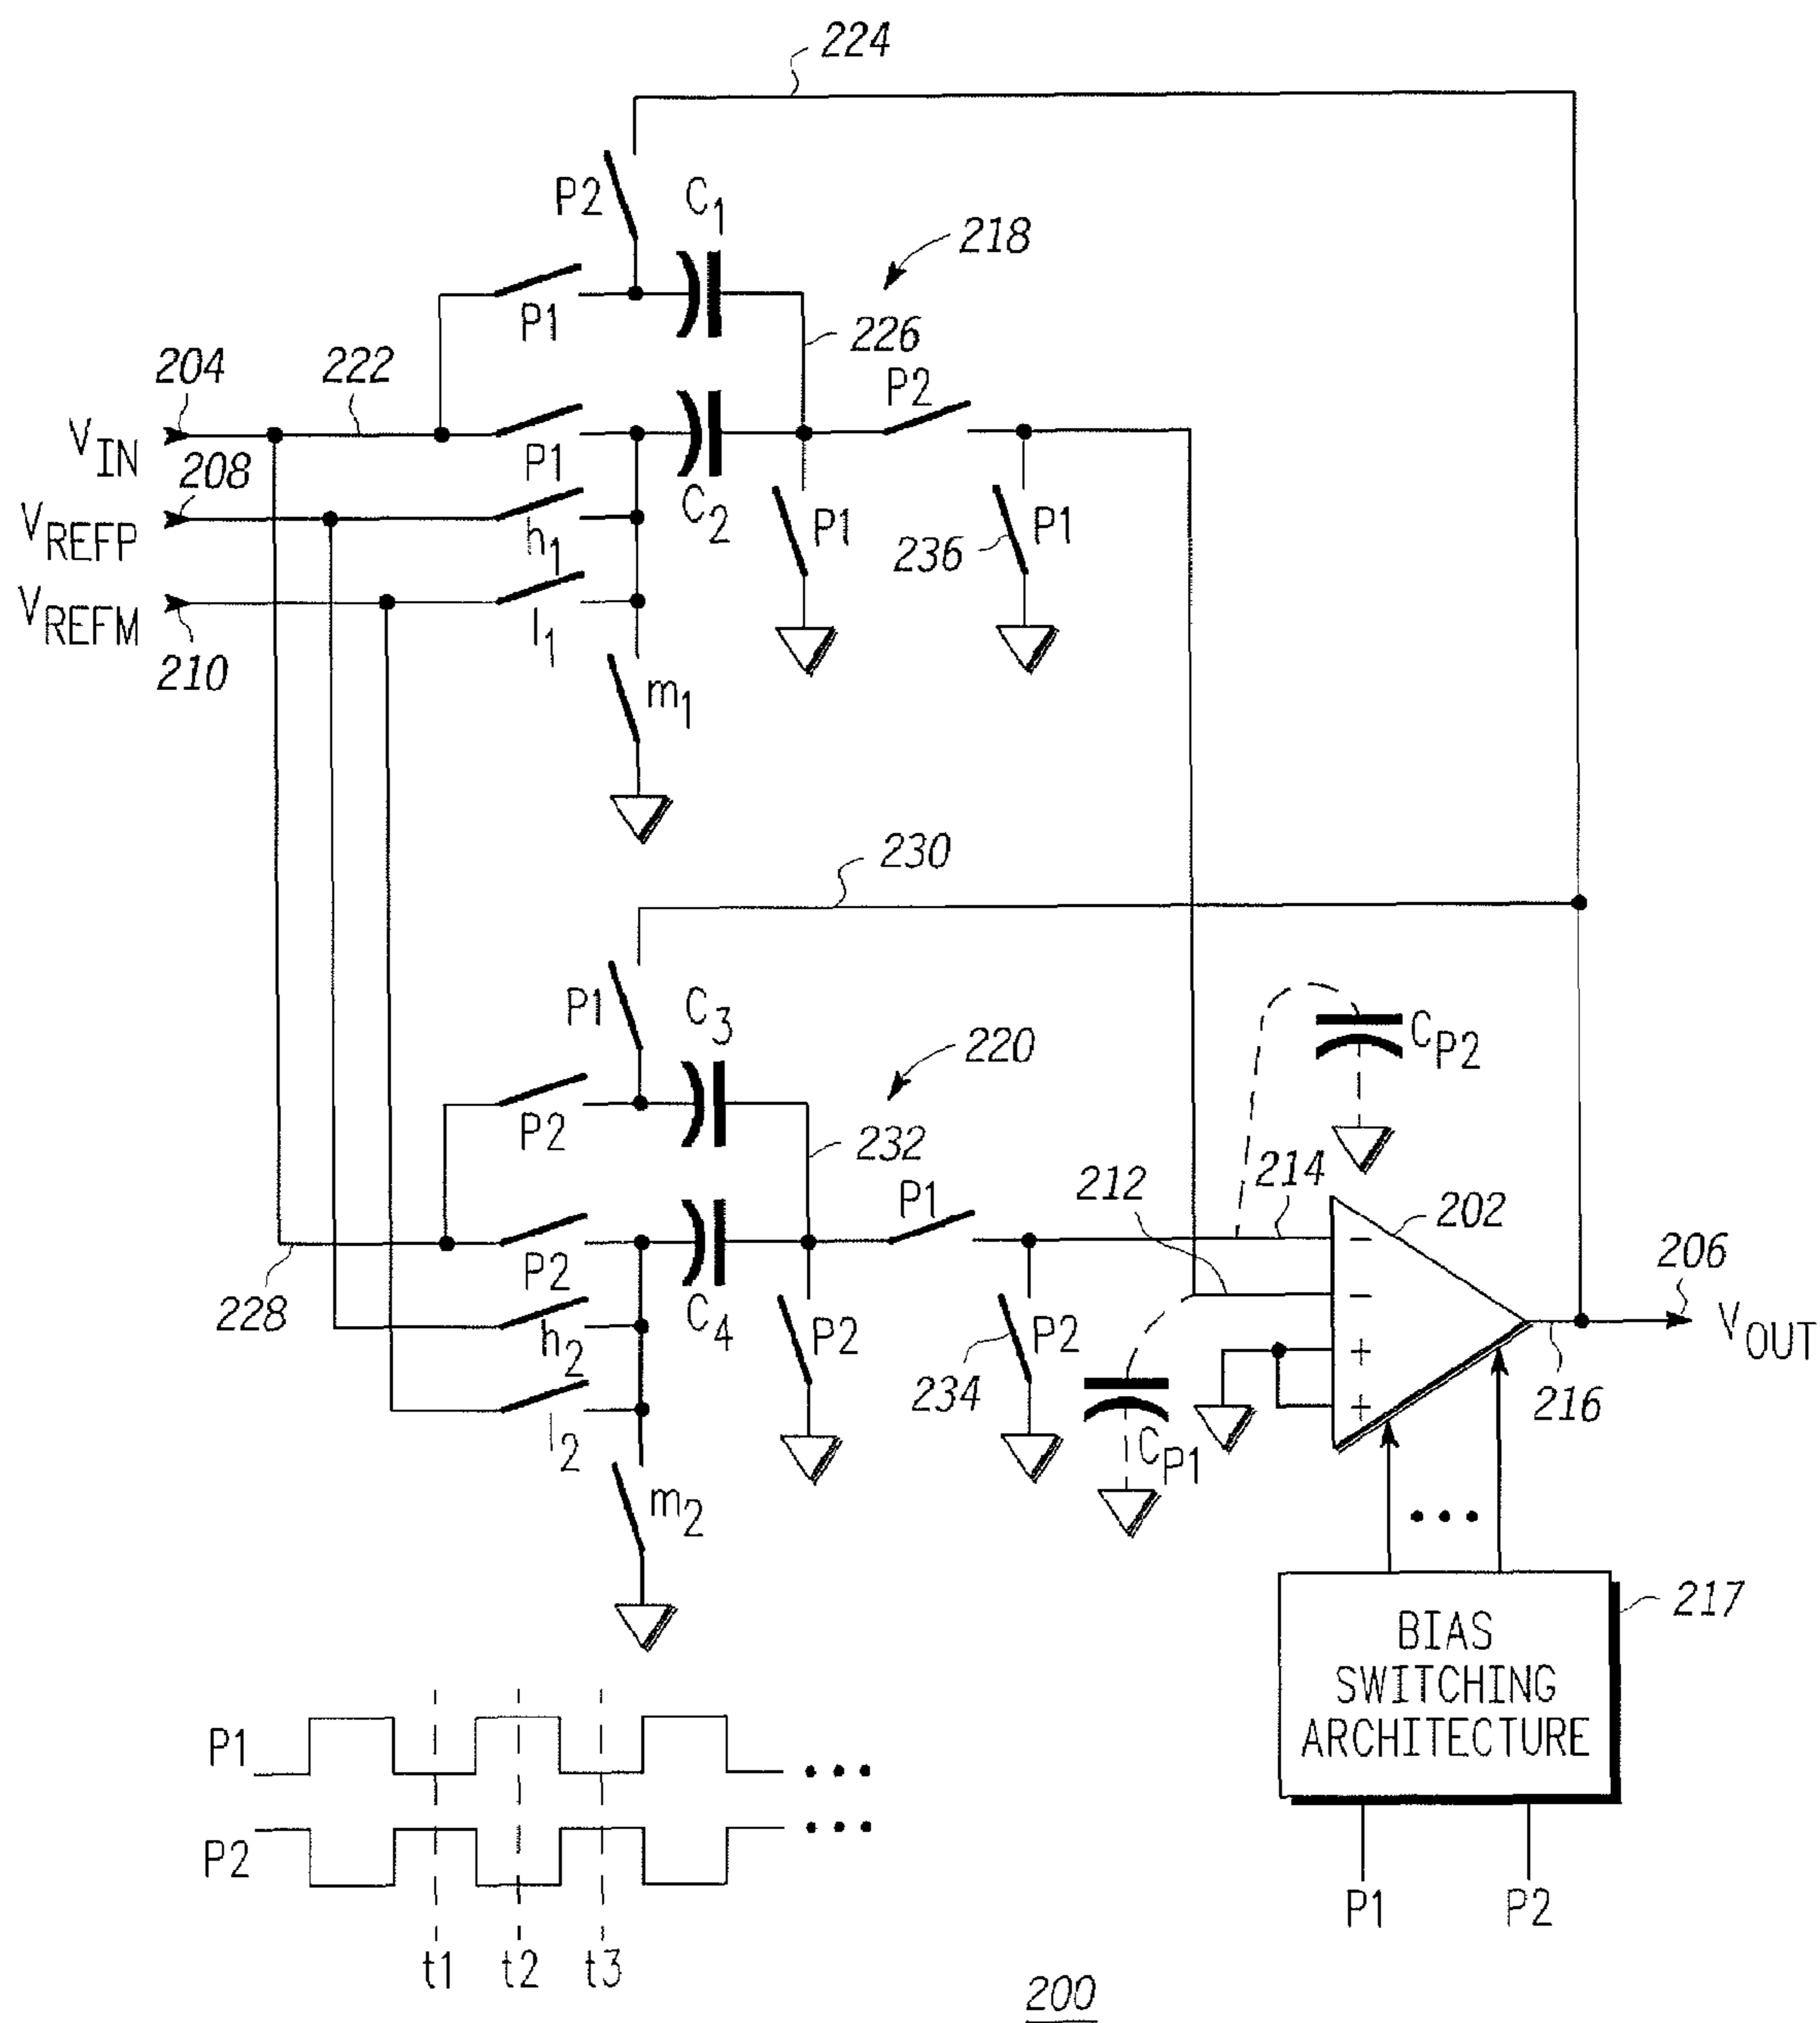 224
P2
C1
218
P1
226
204
222
P2
VIN
208
P1
C2
P1
P1
VREFP
h1
236
VREFM
l1
210
m1
230
P1
C3
CP2
220
P2
232
214
212
P1
202
−
206
P2
228
C4
−
VOUT
h2
P2
P2
+
234
216
l2
+
CP1
m2
• • •
217
BIAS
SWITCHING
ARCHITECTURE
P1
• • •
P2
• • •
P1
P2
t1
t2
t3
200